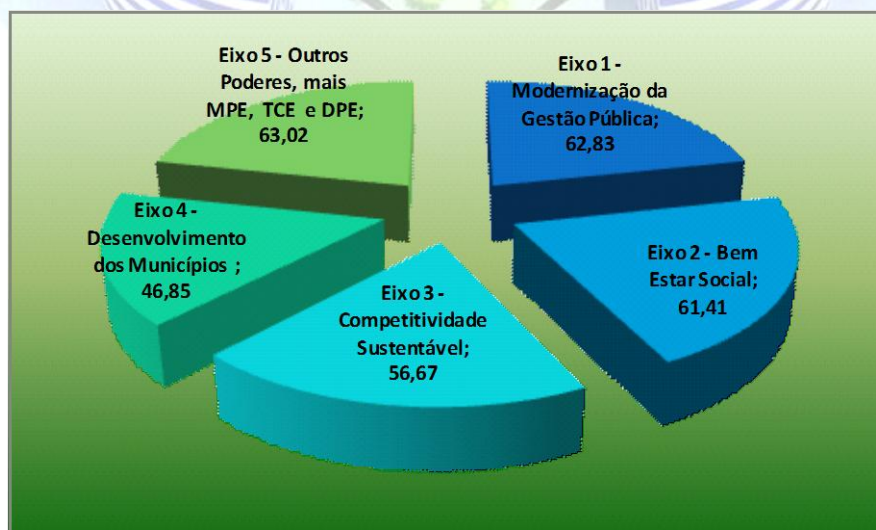 Eixo 5 - Outros
Poderes, mais
MPE, TCE e DPE;
63,02
Eixo 1 -
Modernização da
Gestão Pública;
62,83
Eixo 4 -
Desenvolvimento
dos Municípios ;
46,85
Eixo 2 - Bem
Estar Social;
61,41
Eixo 3 -
Competitividade
Sustentável;
56,67